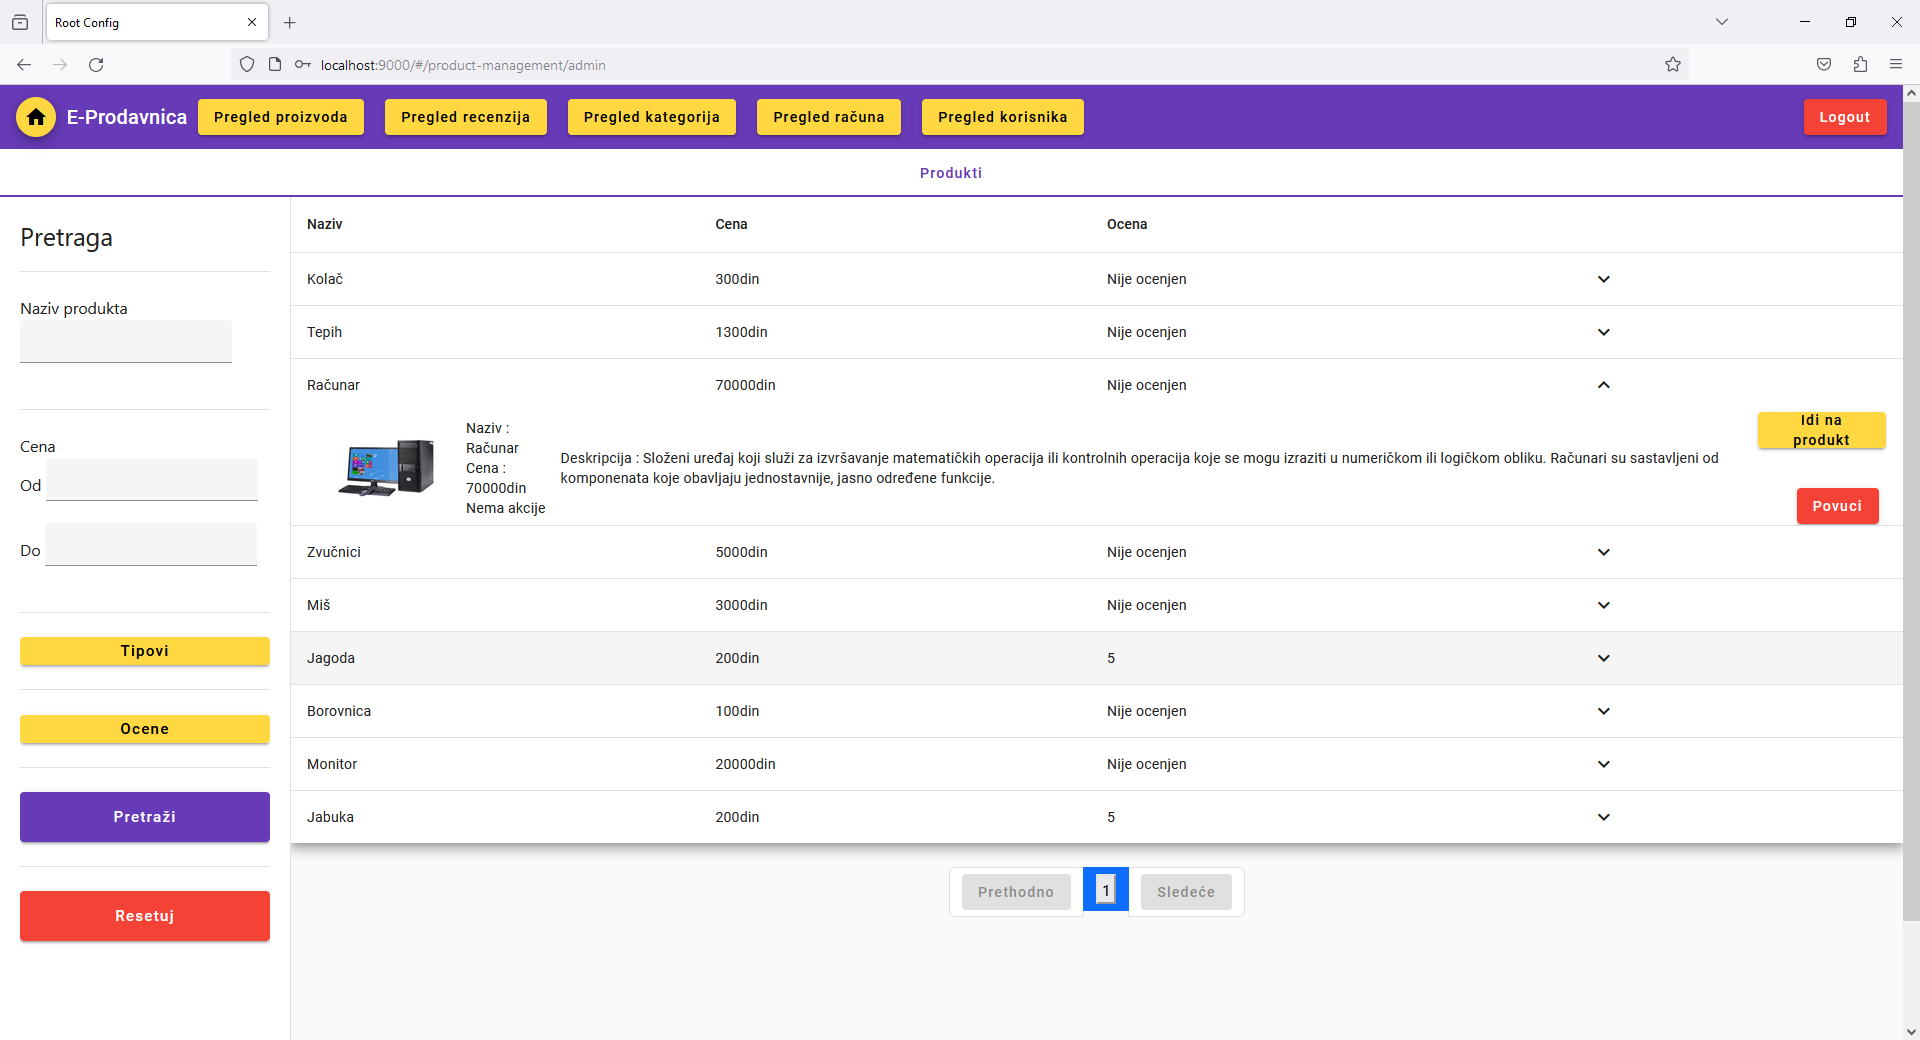 Root Config
localhost:9000/#/product-management/admin
E-Prodavnica Pregled proizvoda Pregled recenzija Pregled kategorija Pregled računa Pregled korisnika Logout
Produkti
Pretraga
Naziv produkta
Cena
Od
Do
Tipovi
Ocene
Pretraži
Resetuj
Naziv Cena Ocena
Kolač 300din Nije ocenjen
Tepih 1300din Nije ocenjen
Računar 70000din Nije ocenjen
Naziv :
Računar
Cena :
70000din
Nema akcije
Deskripcija : Složeni uređaj koji služi za izvršavanje matematičkih operacija ili kontrolnih operacija koje se mogu izraziti u numeričkom ili logičkom obliku. Računari su sastavljeni od
komponenata koje obavljaju jednostavnije, jasno određene funkcije.
Idi na
produkt
Povuci
Zvučnici 5000din Nije ocenjen
Miš 3000din Nije ocenjen
Jagoda 200din 5
Borovnica 100din Nije ocenjen
Monitor 20000din Nije ocenjen
Jabuka 200din 5
Prethodno 1 Sledeće